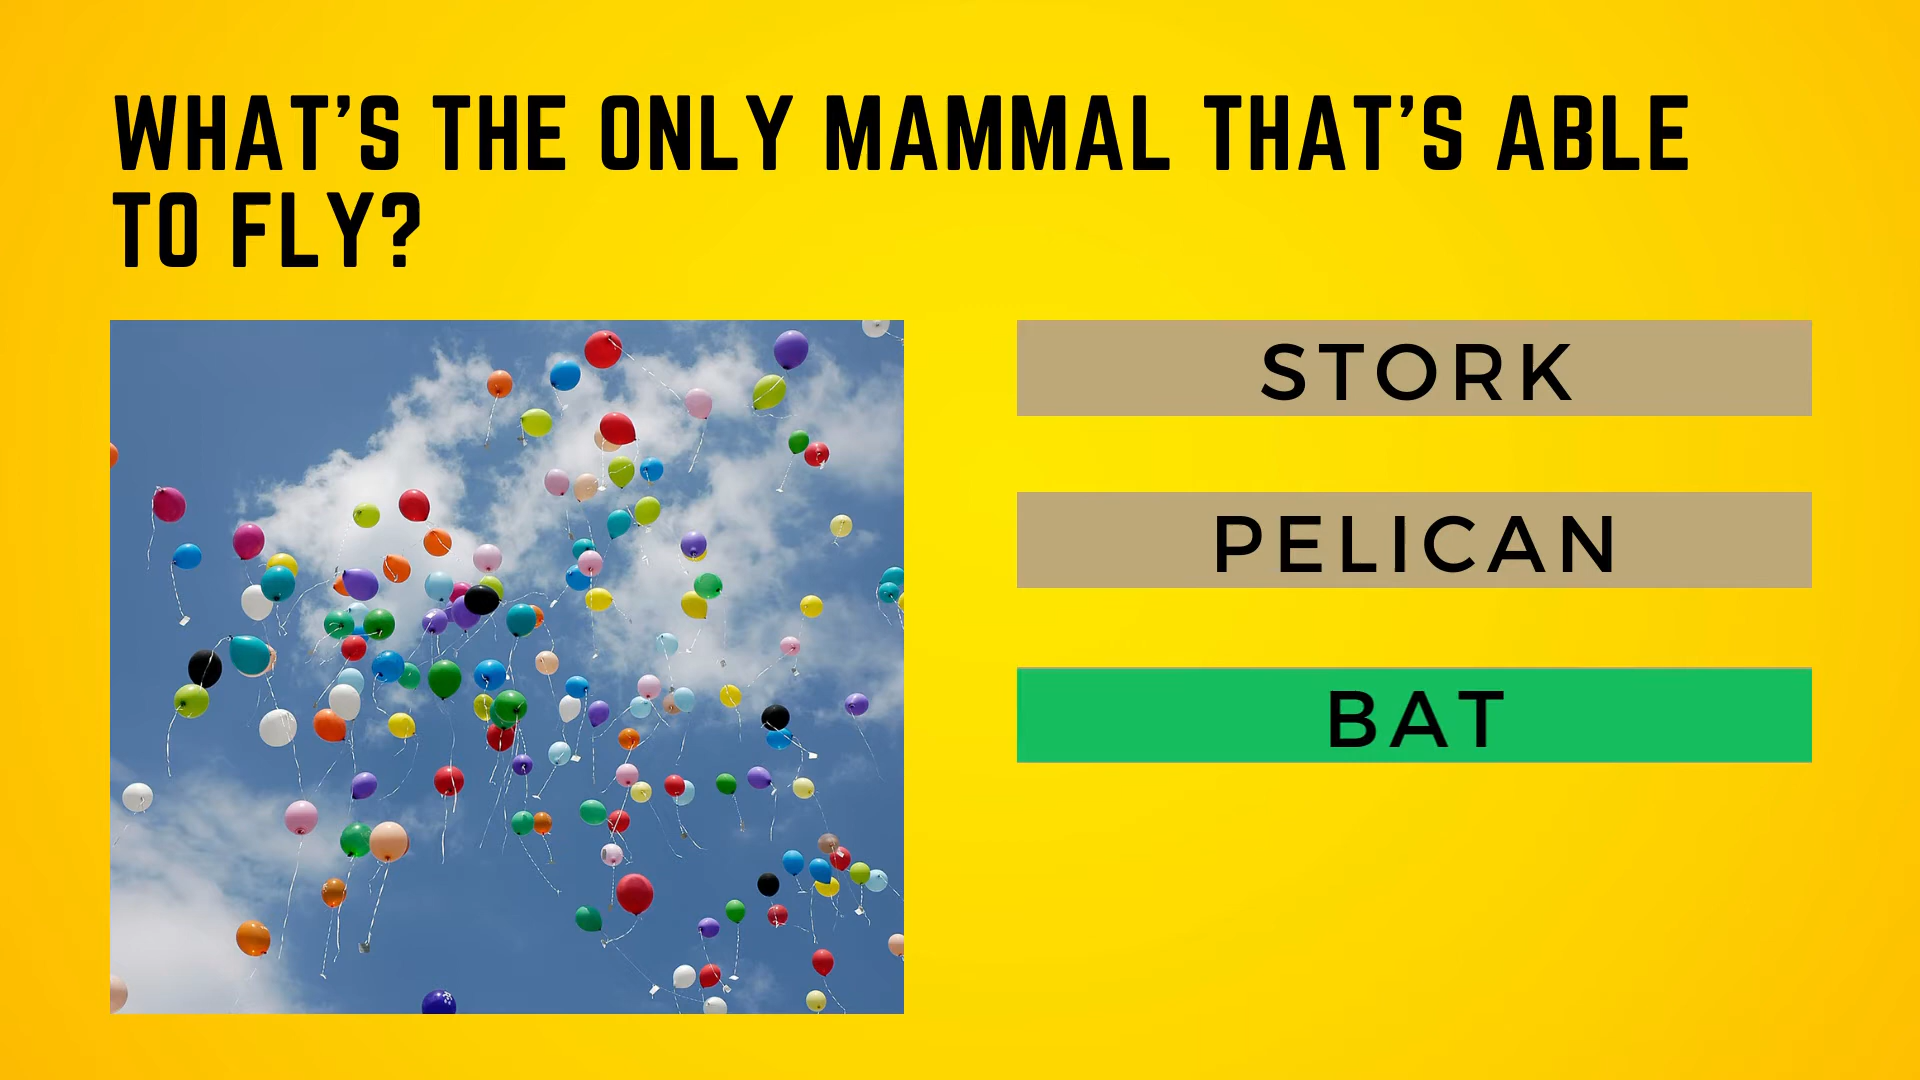 WHAT’S THE ONLY MAMMAL THAT’S ABLE
TO FLY?
STORK
PELICAN
BAT